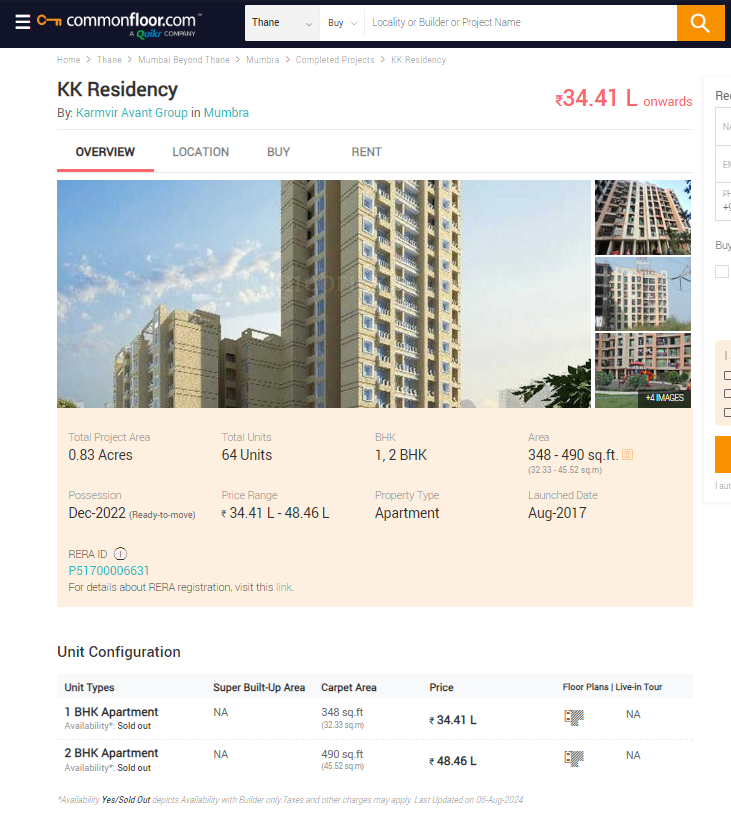 commonfloor.com™
A Quikr COMPANY
Thane
Buy
Locality or Builder or Project Name
Home > Thane > Mumbai Beyond Thane > Mumbra > Completed Projects > KK Residency
KK Residency
₹34.41 L onwards
By: Karmvir Avant Group in Mumbra
OVERVIEW LOCATION BUY RENT
+4 IMAGES
Total Project Area Total Units BHK Area
0.83 Acres 64 Units 1, 2 BHK 348 - 490 sq.ft.
(32.33 - 45.52 sq.m)
Possession Price Range Property Type Launched Date
Dec-2022 (Ready-to-move) ₹ 34.41 L - 48.46 L Apartment Aug-2017
RERA ID i
P51700006631
For details about RERA registration, visit this link.
Unit Configuration
Unit Types Super Built-Up Area Carpet Area Price Floor Plans | Live-in Tour
1 BHK Apartment NA 348 sq.ft ₹ 34.41 L NA
Availability*: Sold out (32.33 sq.m)
2 BHK Apartment NA 490 sq.ft ₹ 48.46 L NA
Availability*: Sold out (45.52 sq.m)
*Availability Yes/Sold Out depicts Availability with Builder only.Taxes and other charges may apply. Last Updated on 06-Aug-2024
Buy
I
I aut